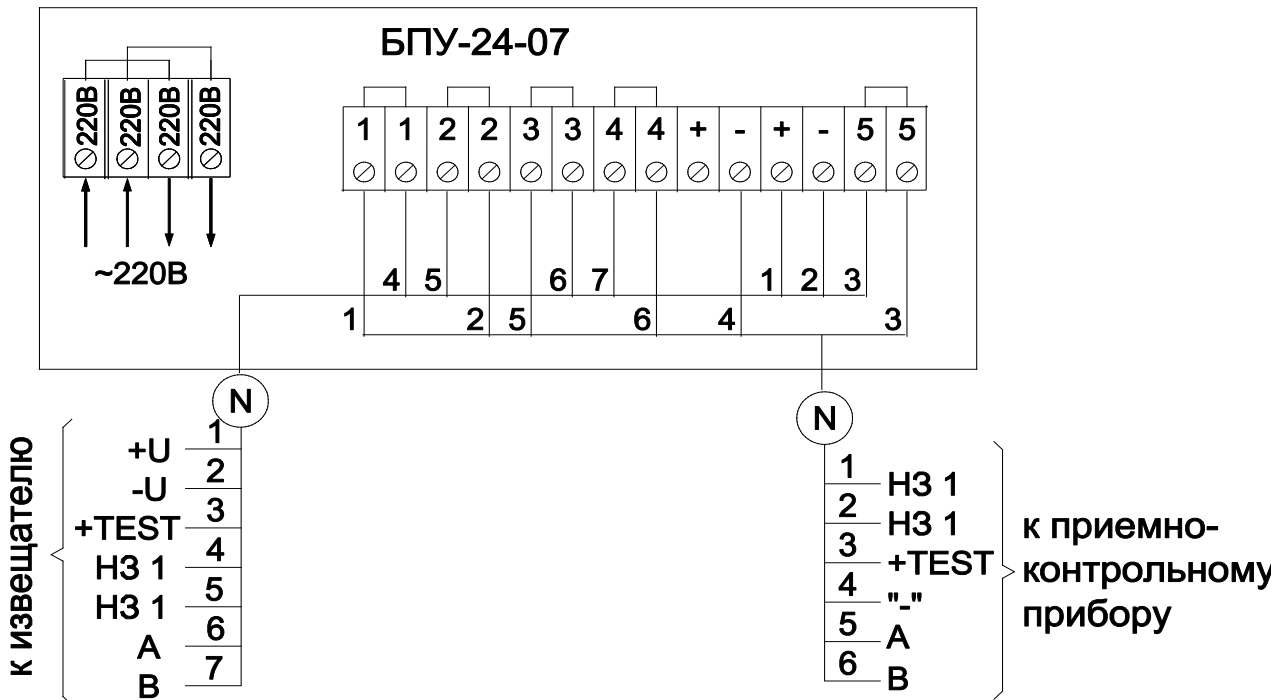 БПУ-24-07
220В 220В 220В 220В
1 1 2 2 3 3 4 4 + - + - 5 5
~220В
4 5 6 7 1 2 3
1 2 5 6 4 3
N
N
к извещателю
1
+U
2
-U
3
+TEST
4
НЗ 1
5
НЗ 1
6
А
7
В
1
НЗ 1
2
НЗ 1
3
+TEST
4
"-"
5
А
6
В
к приемно-
контрольному
прибору